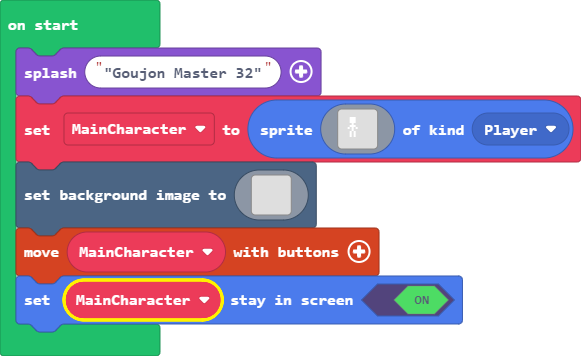 on start
splash ""Goujon Master 32""
set MainCharacter to sprite of kind Player
set background image to
move MainCharacter with buttons
set MainCharacter stay in screen ON